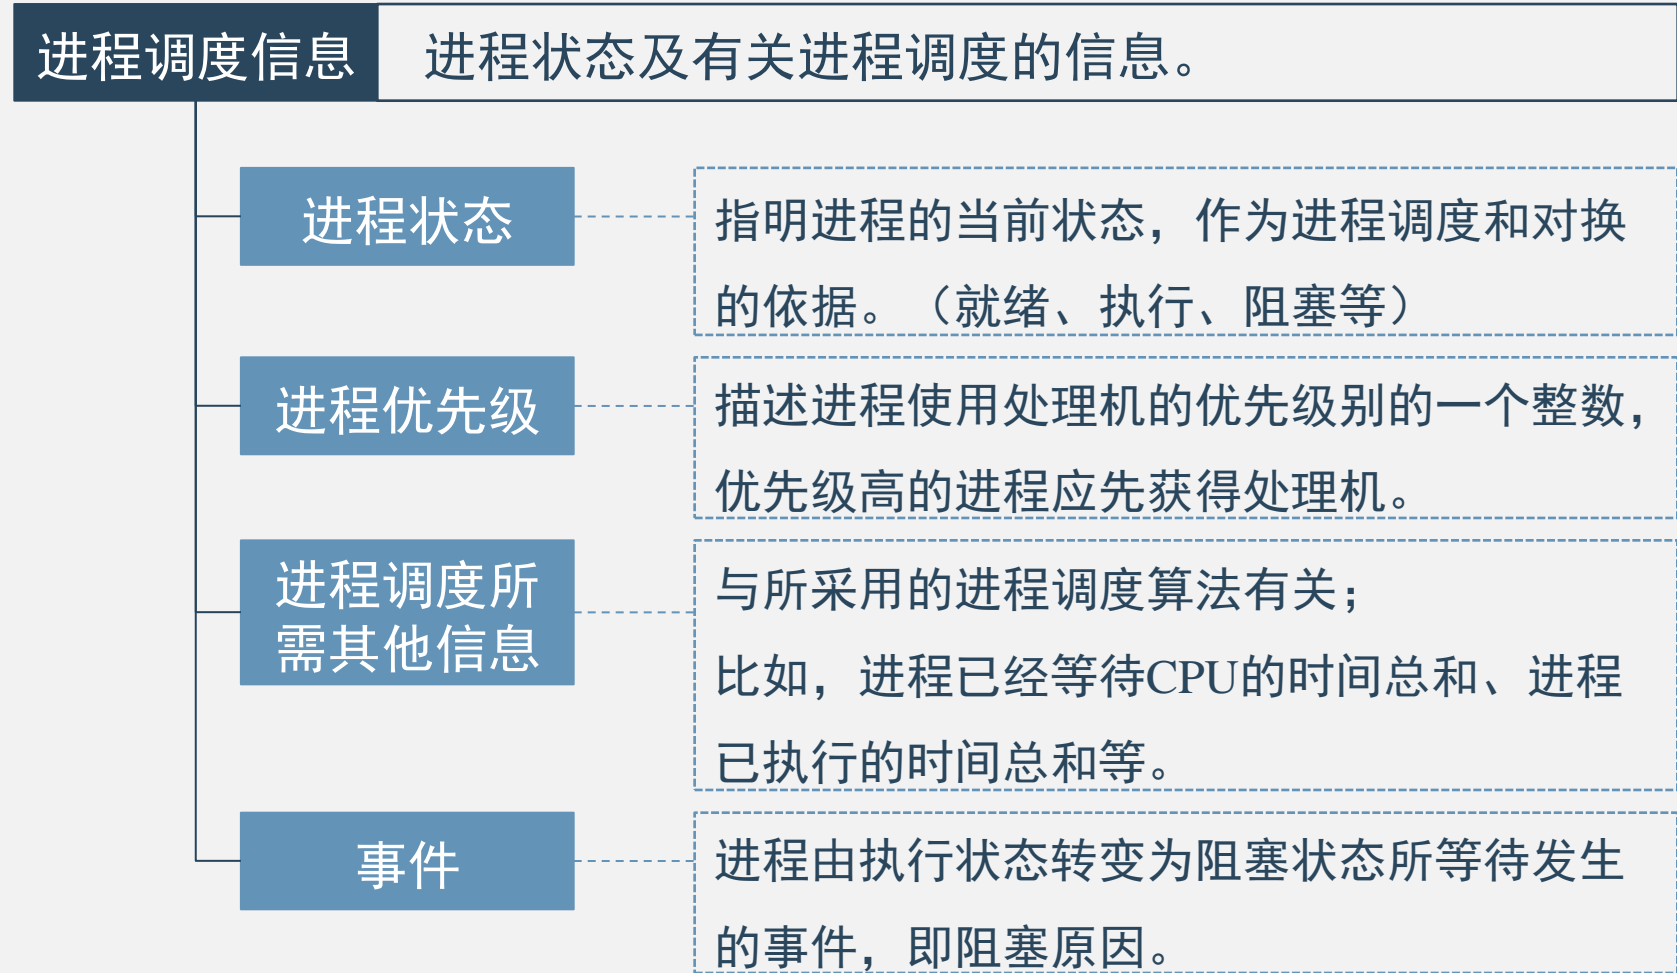 进程调度信息
进程状态及有关进程调度的信息。
进程状态
指明进程的当前状态，作为进程调度和对换
的依据。（就绪、执行、阻塞等）
进程优先级
描述进程使用处理机的优先级别的一个整数，
优先级高的进程应先获得处理机。
进程调度所
需其他信息
与所采用的进程调度算法有关；
比如，进程已经等待CPU的时间总和、进程
已执行的时间总和等。
事件
进程由执行状态转变为阻塞状态所等待发生
的事件，即阻塞原因。